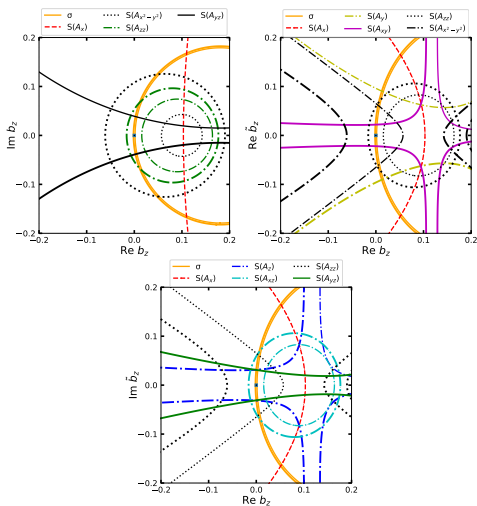 σ S(A_x) S(A_{x²−y²}) S(A_{zz}) S(A_{yz})
0.2
0.1
0.0
−0.1
−0.2
Im b_z
−0.2 −0.1 0.0 0.1 0.2
Re b_z
σ S(A_x) S(A_y) S(A_{xy}) S(A_{zz}) S(A_{x²−y²})
0.2
0.1
0.0
−0.1
−0.2
Re b̃_z
−0.2 −0.1 0.0 0.1 0.2
Re b_z
σ S(A_x) S(A_z) S(A_{xz}) S(A_{zz}) S(A_{yz})
0.2
0.1
0.0
−0.1
−0.2
Im b̃_z
−0.2 −0.1 0.0 0.1 0.2
Re b_z